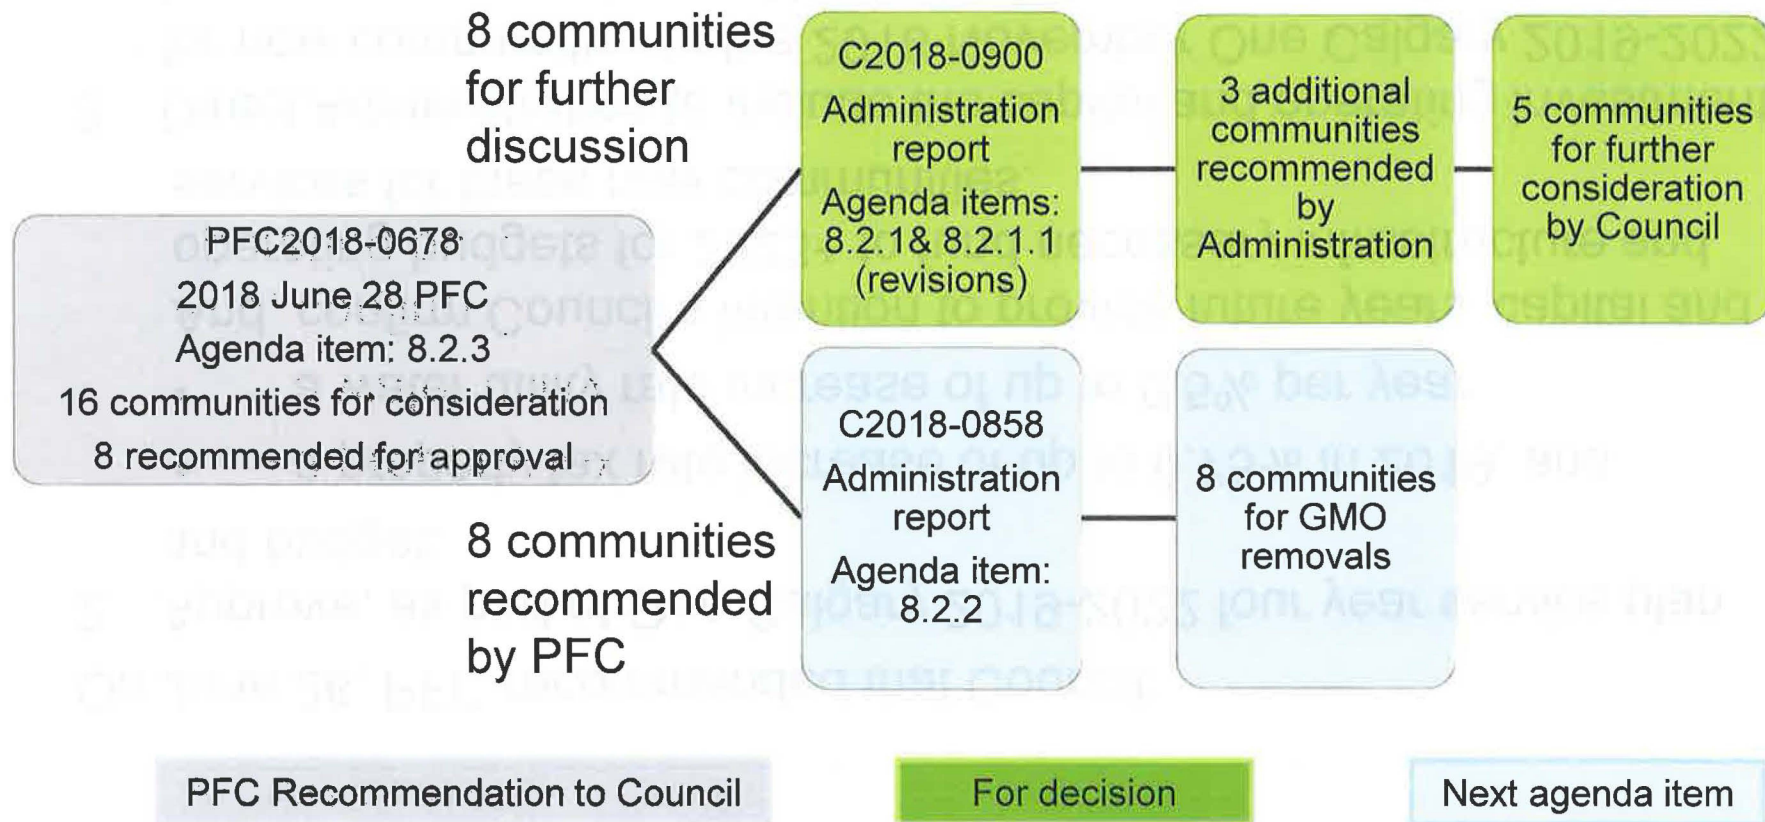 8 communities
for further
discussion
C2018-0900
Administration
report
Agenda items:
8.2.1& 8.2.1.1
(revisions)
3 additional
communities
recommended
by
Administration
5 communities
for further
consideration
by Council
PFC2018-0678
2018 June 28 PFC
Agenda item: 8.2.3
16 communities for consideration
8 recommended for approval
8 communities
recommended
by PFC
C2018-0858
Administration
report
Agenda item:
8.2.2
8 communities
for GMO
removals
PFC Recommendation to Council
For decision
Next agenda item